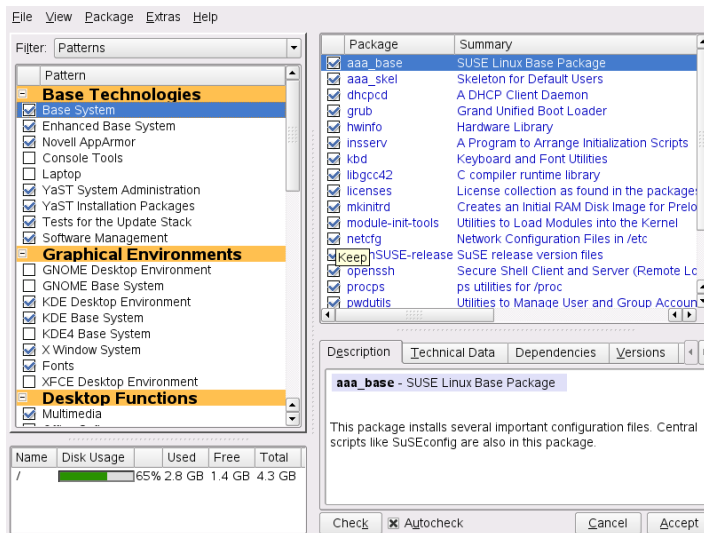 File View Package Extras Help
Filter: Patterns
Pattern
Base Technologies
Base System
Enhanced Base System
Novell AppArmor
Console Tools
Laptop
YaST System Administration
YaST Installation Packages
Tests for the Update Stack
Software Management
Graphical Environments
GNOME Desktop Environment
GNOME Base System
KDE Desktop Environment
KDE Base System
KDE4 Base System
X Window System
Fonts
XFCE Desktop Environment
Desktop Functions
Multimedia
Name Disk Usage Used Free Total
/ 65% 2.8 GB 1.4 GB 4.3 GB
Package Summary
aaa_base SUSE Linux Base Package
aaa_skel Skeleton for Default Users
dhcpcd A DHCP Client Daemon
grub Grand Unified Boot Loader
hwinfo Hardware Library
insserv A Program to Arrange Initialization Scripts
kbd Keyboard and Font Utilities
libgcc42 C compiler runtime library
licenses License collection as found in the packages
mkinitrd Creates an Initial RAM Disk Image for Prelo
module-init-tools Utilities to Load Modules into the Kernel
netcfg Network Configuration Files in /etc
Keep nSUSE-release SuSE release version files
openssh Secure Shell Client and Server (Remote Lo
procps ps utilities for /proc
pwdutils Utilities to Manage User and Group Accoun
Description Technical Data Dependencies Versions
aaa_base - SUSE Linux Base Package
This package installs several important configuration files. Central
scripts like SuSEconfig are also in this package.
Check Autocheck Cancel Accept